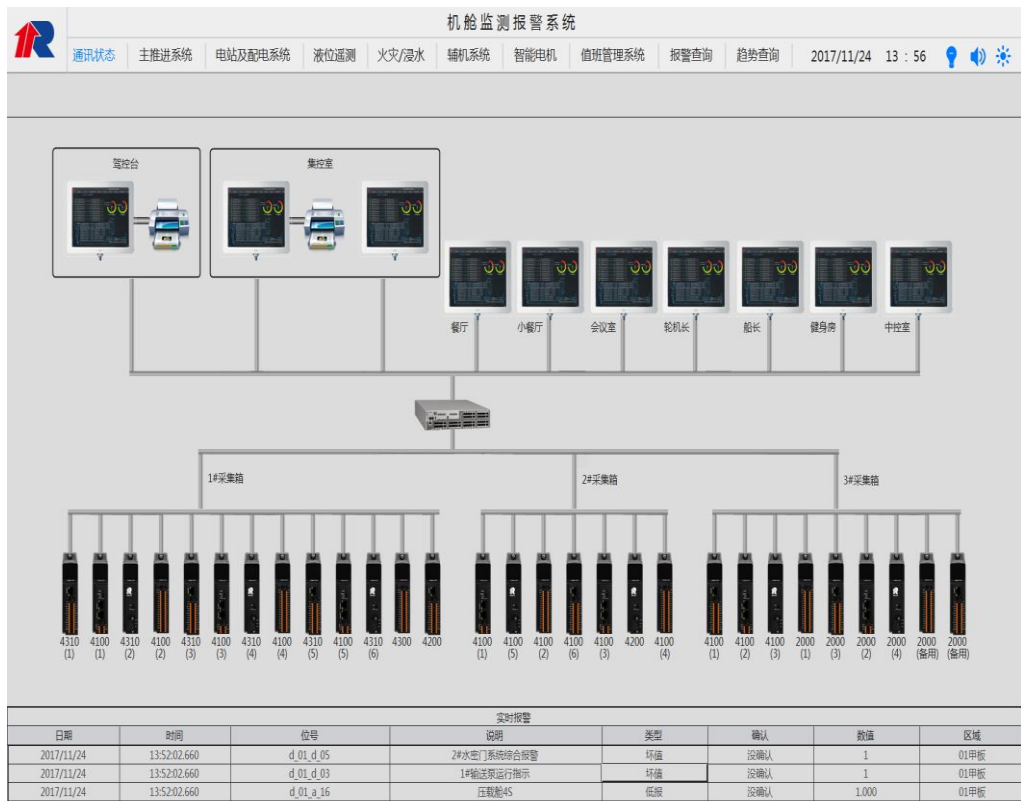 机舱监测报警系统
通讯状态 主推进系统 电站及配电系统 液位遥测 火灾/浸水 辅机系统 智能电机 值班管理系统 报警查询 趋势查询 2017/11/24 13 : 56
驾控台 集控室
餐厅 小餐厅 会议室 轮机长 船长 健身房 中控室
1#采集箱 2#采集箱 3#采集箱
4310 4100 4310 4100 4310 4100 4310 4100 4310 4100 4310 4300 4200 4100 4100 4100 4100 4100 4200 4100 4100 4100 4100 2000 2000 2000 2000 2000 2000
(1) (1) (2) (2) (3) (3) (4) (4) (5) (5) (6) (1) (5) (2) (6) (3) (4) (1) (2) (3) (1) (3) (2) (4) (备用) (备用)
实时报警
日期 时间 位号 说明 类型 确认 数值 区域
2017/11/24 13:52:02.660 d_01_d_05 2#水密门系统综合报警 坏值 没确认 1 01甲板
2017/11/24 13:52:02.660 d_01_d_03 1#输送泵运行指示 坏值 没确认 1 01甲板
2017/11/24 13:52:02.660 d_01_a_16 压载舱4S 低报 没确认 1.000 01甲板